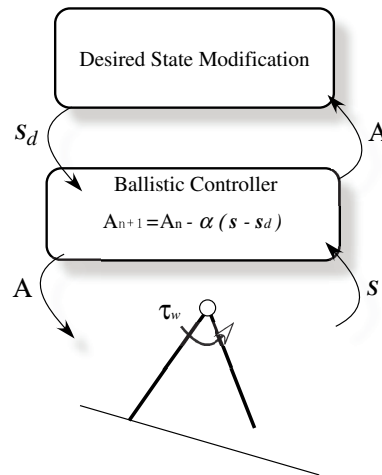 Desired State Modification
s_d
A
Ballistic Controller
A_{n+1}=A_n - α (s - s_d)
A
s
τ_w